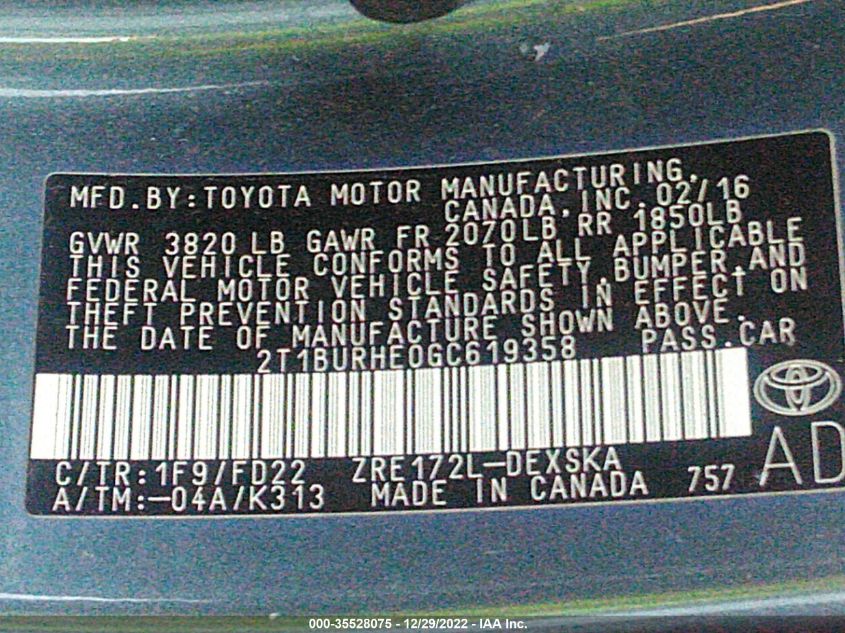 MFD.BY:TOYOTA MOTOR MANUFACTURING,
CANADA,INC. 02/16
GVWR 3820 LB GAWR FR 2070LB RR 1850LB
THIS VEHICLE CONFORMS TO ALL APPLICABLE
FEDERAL MOTOR VEHICLE SAFETY,BUMPER,AND
THEFT PREVENTION STANDARDS IN EFFECT ON
THE DATE OF MANUFACTURE SHOWN ABOVE.
2T1BURHE0GC619358 PASS.CAR
C/TR:1F9/FD22 ZRE172L-DEXSKA
A/TM:-04A/K313 MADE IN CANADA 757 AD
000-35528075 - 12/29/2022 - IAA Inc.